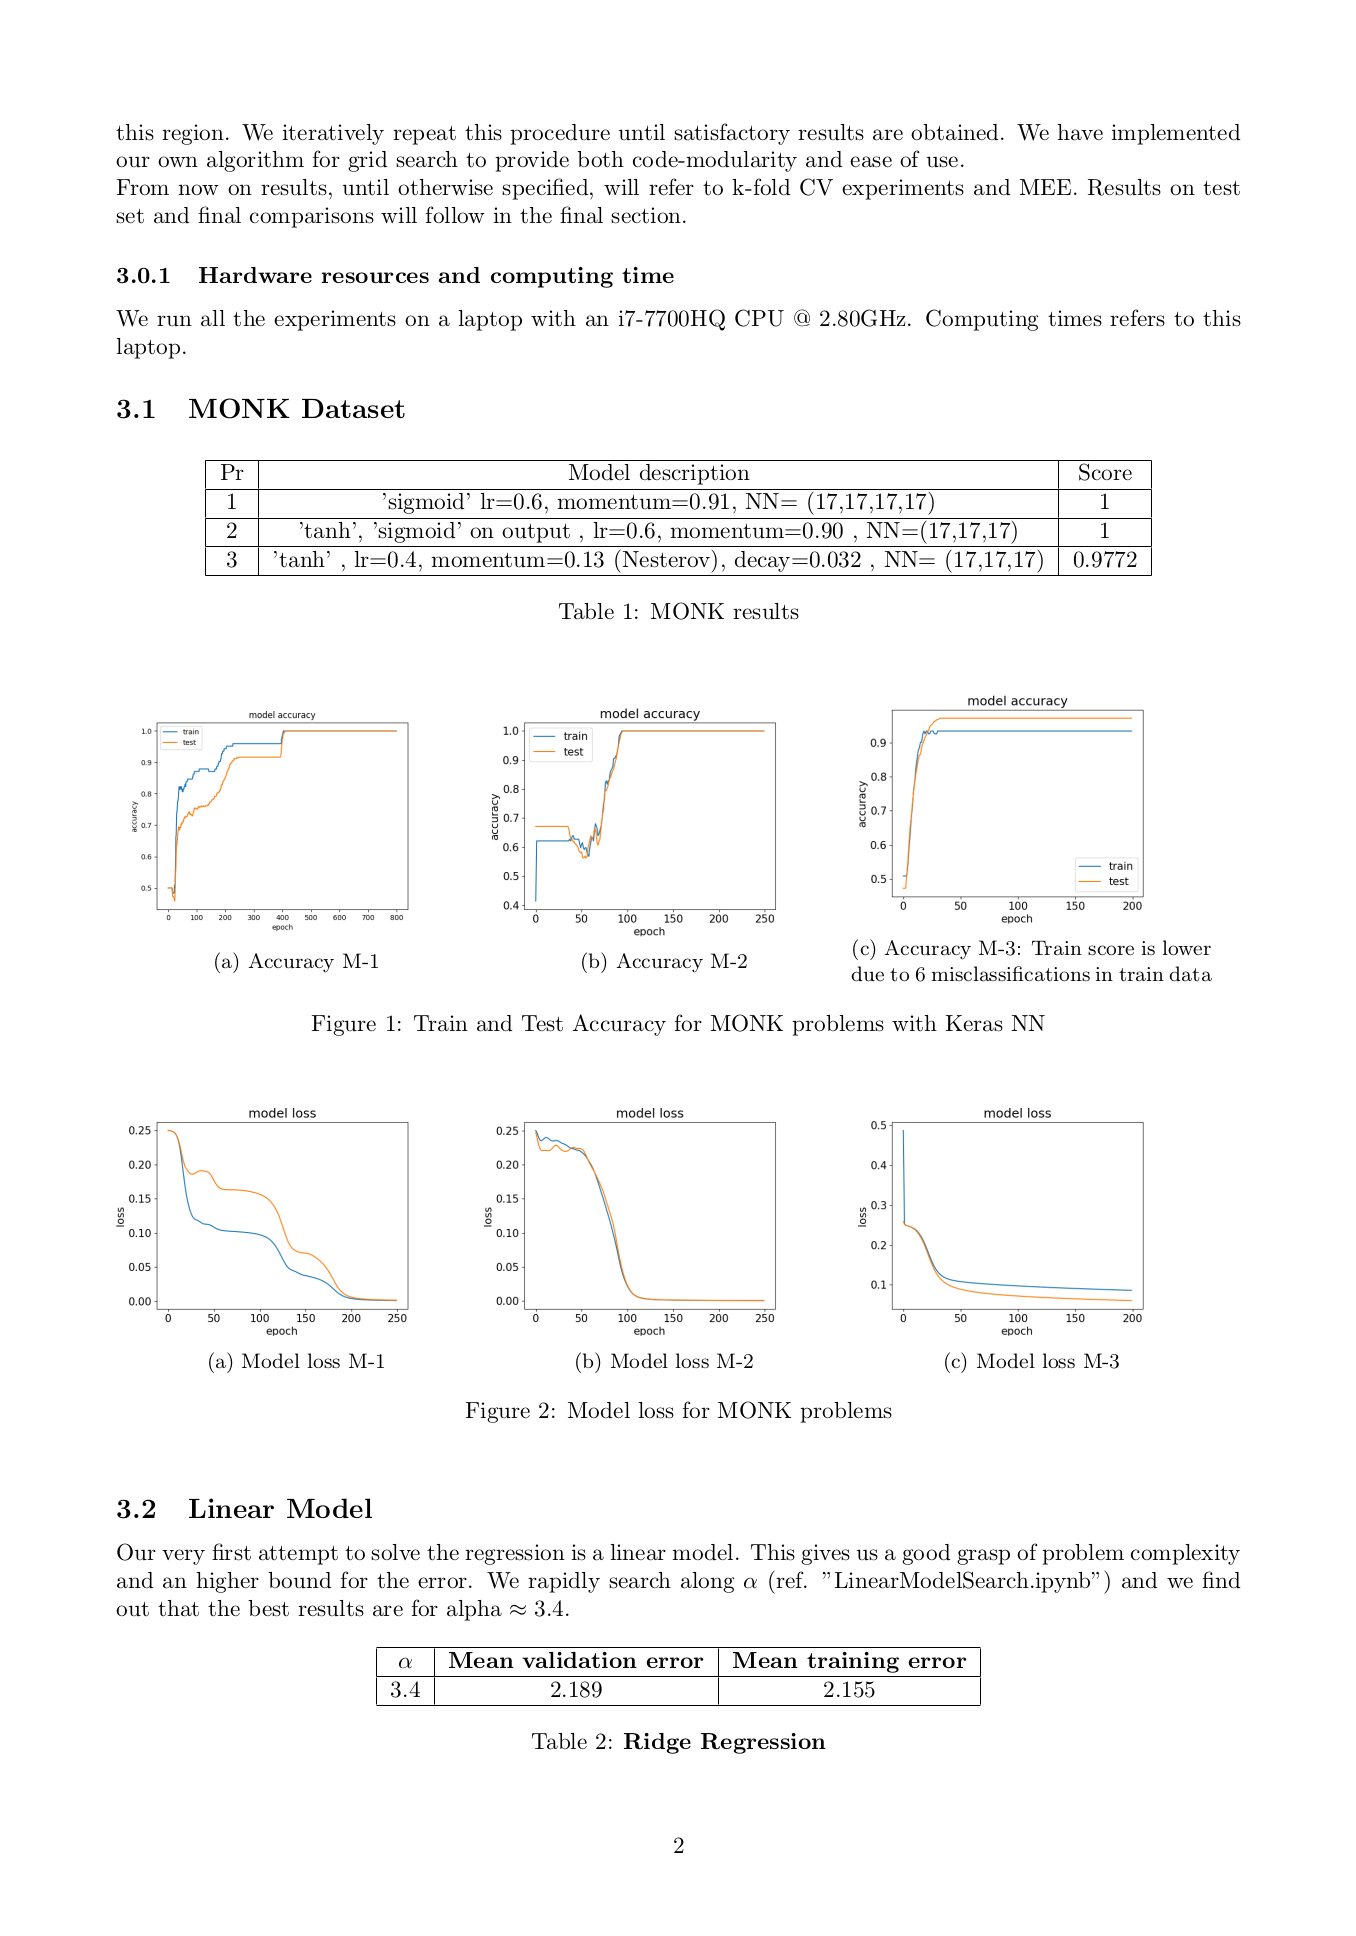 this region. We iteratively repeat this procedure until satisfactory results are obtained. We have implemented
our own algorithm for grid search to provide both code-modularity and ease of use.
From now on results, until otherwise specified, will refer to k-fold CV experiments and MEE. Results on test
set and final comparisons will follow in the final section.
3.0.1 Hardware resources and computing time
We run all the experiments on a laptop with an i7-7700HQ CPU @ 2.80GHz. Computing times refers to this
laptop.
3.1 MONK Dataset
Pr Model description Score
1 'sigmoid' lr=0.6, momentum=0.91, NN= (17,17,17,17) 1
2 'tanh', 'sigmoid' on output , lr=0.6, momentum=0.90 , NN=(17,17,17) 1
3 'tanh' , lr=0.4, momentum=0.13 (Nesterov), decay=0.032 , NN= (17,17,17) 0.9772
Table 1: MONK results
model accuracy
train
test
accuracy
1.0
0.9
0.8
0.7
0.6
0.5
0 100 200 300 400 500 600 700 800
epoch
(a) Accuracy M-1
model accuracy
train
test
accuracy
1.0
0.9
0.8
0.7
0.6
0.5
0.4
0 50 100 150 200 250
epoch
(b) Accuracy M-2
model accuracy
accuracy
0.9
0.8
0.7
0.6
0.5
train
test
0 50 100 150 200
epoch
(c) Accuracy M-3: Train score is lower
due to 6 misclassifications in train data
Figure 1: Train and Test Accuracy for MONK problems with Keras NN
model loss
loss
0.25
0.20
0.15
0.10
0.05
0.00
0 50 100 150 200 250
epoch
(a) Model loss M-1
model loss
loss
0.25
0.20
0.15
0.10
0.05
0.00
0 50 100 150 200 250
epoch
(b) Model loss M-2
model loss
loss
0.5
0.4
0.3
0.2
0.1
0 50 100 150 200
epoch
(c) Model loss M-3
Figure 2: Model loss for MONK problems
3.2 Linear Model
Our very first attempt to solve the regression is a linear model. This gives us a good grasp of problem complexity
and an higher bound for the error. We rapidly search along α (ref. "LinearModelSearch.ipynb") and we find
out that the best results are for alpha ≈ 3.4.
α Mean validation error Mean training error
3.4 2.189 2.155
Table 2: Ridge Regression
2